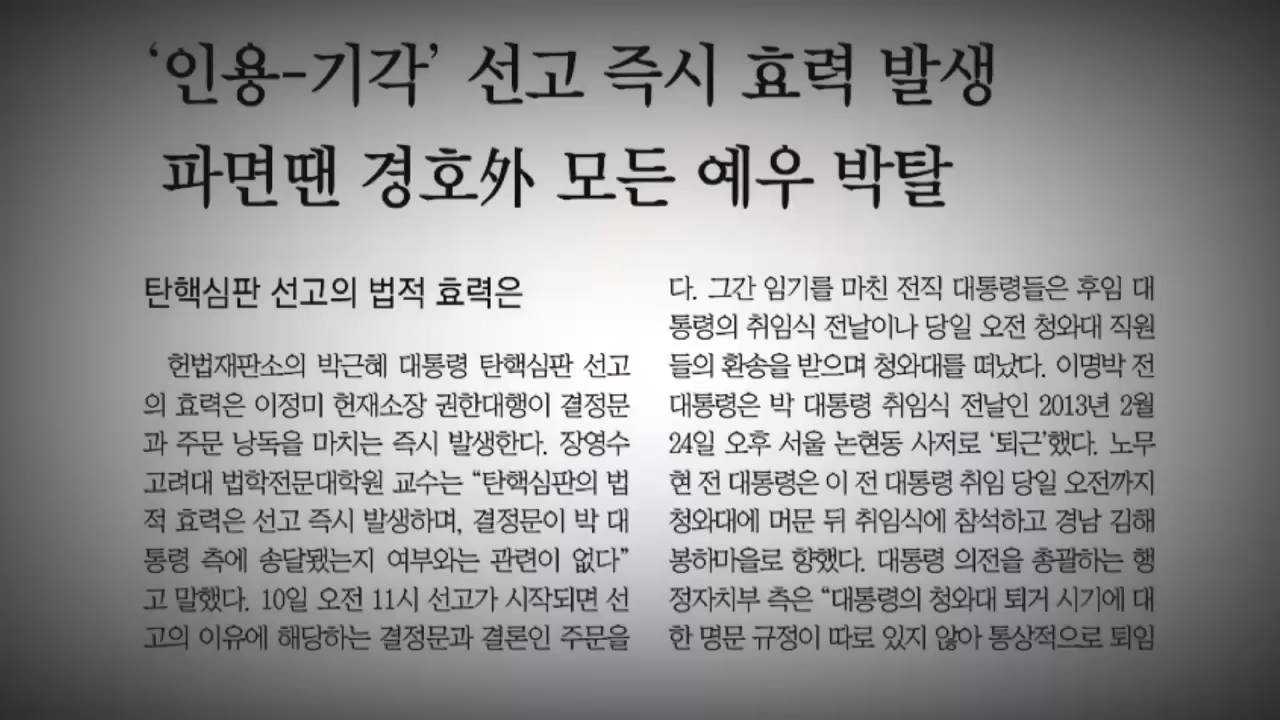 ‘인용-기각’ 선고 즉시 효력 발생
파면땐 경호外 모든 예우 박탈
탄핵심판 선고의 법적 효력은
헌법재판소의 박근혜 대통령 탄핵심판 선고
의 효력은 이정미 헌재소장 권한대행이 결정문
과 주문 낭독을 마치는 즉시 발생한다. 장영수
고려대 법학전문대학원 교수는 “탄핵심판의 법
적 효력은 선고 즉시 발생하며, 결정문이 박 대
통령 측에 송달됐는지 여부와는 관련이 없다”
고 말했다. 10일 오전 11시 선고가 시작되면 선
고의 이유에 해당하는 결정문과 결론인 주문을
다. 그간 임기를 마친 전직 대통령들은 후임 대
통령의 취임식 전날이나 당일 오전 청와대 직원
들의 환송을 받으며 청와대를 떠났다. 이명박 전
대통령은 박 대통령 취임식 전날인 2013년 2월
24일 오후 서울 논현동 사저로 ‘퇴근’했다. 노무
현 전 대통령은 이 전 대통령 취임 당일 오전까지
청와대에 머문 뒤 취임식에 참석하고 경남 김해
봉하마을로 향했다. 대통령 의전을 총괄하는 행
정자치부 측은 “대통령의 청와대 퇴거 시기에 대
한 명문 규정이 따로 있지 않아 통상적으로 퇴임